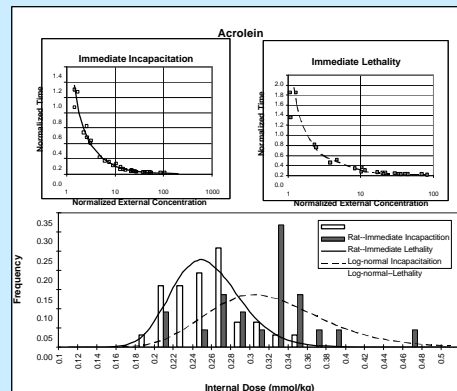 Acrolein
Immediate Incapacitation
1.4
1.2
1.0
0.8
0.6
0.4
0.2
0.0
Normalized Time
1 10 100 1000
Normalized External Concentration
Immediate Lethality
2.2
2.0
1.6
1.4
1.2
1.0
0.8
0.6
0.4
0.2
0.0
Normalized Time
1 10 100
Normalized External Concentration
0.35
0.30
0.25
0.20
0.15
0.10
0.05
0.00
Frequency
Rat--Immediate Incapacition
Rat--Immediate Lethality
Log-normal Incapacitaition
Log-normal--Lethality
0.1 0.12 0.14 0.16 0.18 0.2 0.22 0.24 0.26 0.28 0.3 0.32 0.34 0.36 0.38 0.4 0.42 0.44 0.46 0.48 0.5
Internal Dose (mmol/kg)